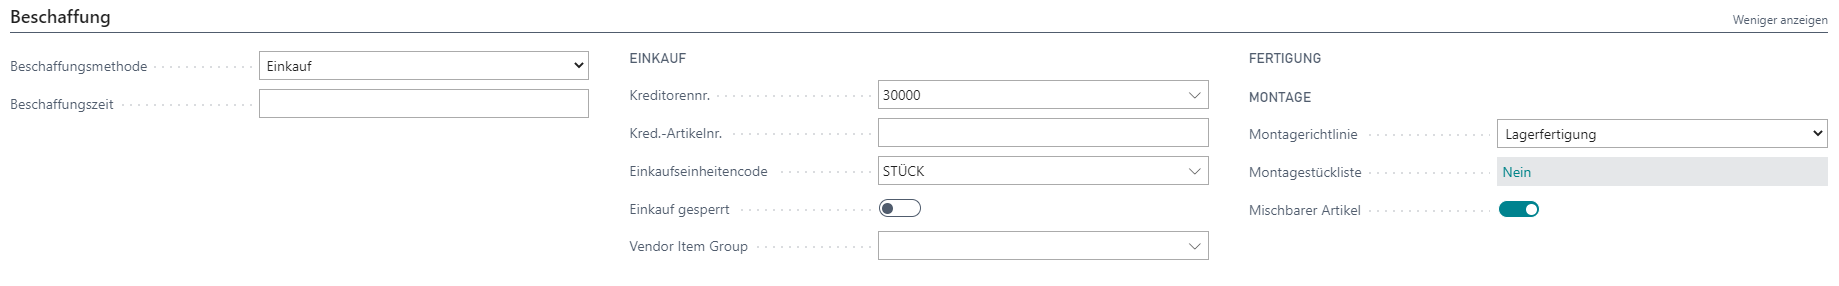 Beschaffung
Weniger anzeigen
Beschaffungsmethode
Einkauf
Beschaffungszeit
EINKAUF
Kreditorennr.
30000
Kred.-Artikelnr.
Einkaufseinheitencode
STÜCK
Einkauf gesperrt
Vendor Item Group
FERTIGUNG
MONTAGE
Montagerichtlinie
Lagerfertigung
Montagestückliste
Nein
Mischbarer Artikel